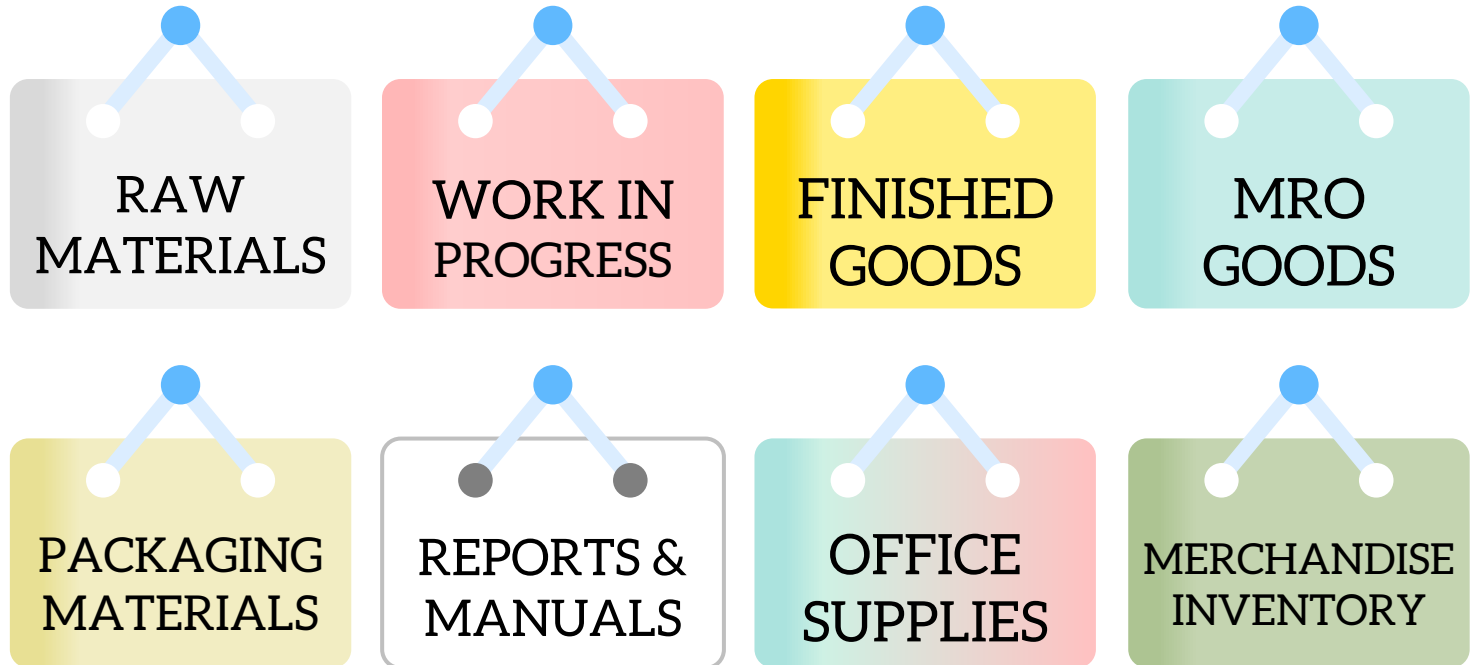 RAW
MATERIALS
WORK IN
PROGRESS
FINISHED
GOODS
MRO
GOODS
PACKAGING
MATERIALS
REPORTS &
MANUALS
OFFICE
SUPPLIES
MERCHANDISE
INVENTORY